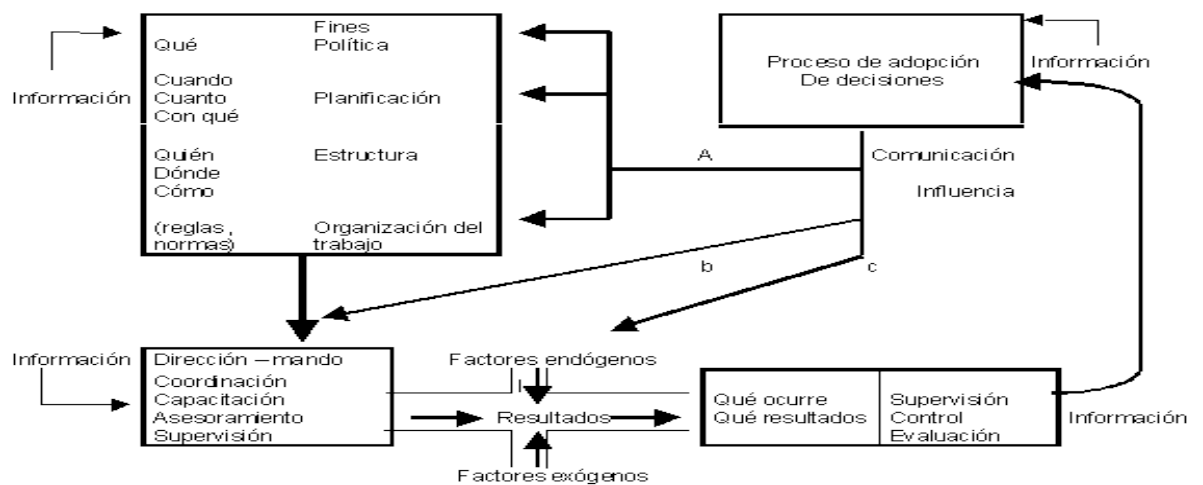 Fines
Qué Política
Cuando
Cuanto Planificación
Con qué
Quién Estructura
Dónde
Cómo
(reglas, Organización del
normas) trabajo
Información
Proceso de adopción
De decisiones
Información
A
Comunicación
Influencia
b
c
Información
Dirección – mando
Coordinación
Capacitación
Asesoramiento
Supervisión
Factores endógenos
Resultados
Factores exógenos
Qué ocurre Supervisión
Qué resultados Control
Evaluación
Información